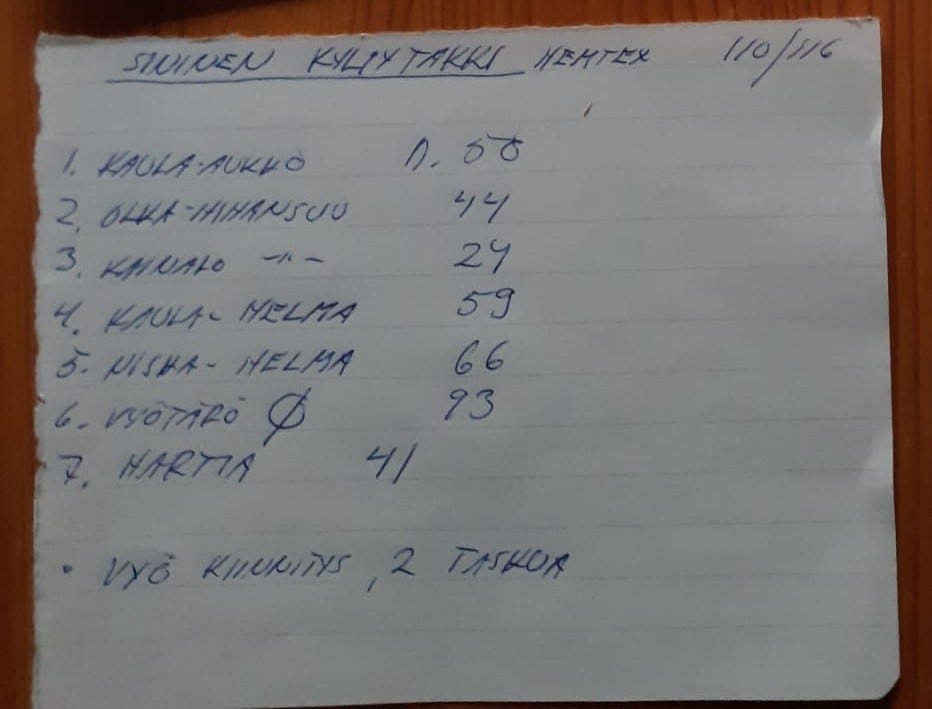 SININEN KYLPYTAKKI HEMTEX 110/116
1. KAULA-AUKKO n. 50
2. OLKA-HIHANSUU 44
3. KAINALO -"- 24
4. KAULA- HELMA 59
5. NISKA- HELMA 66
6. VYÖTÄRÖ Ø 93
7. HARTIA 41
• VYÖ KIINNITYS, 2 TASKUA